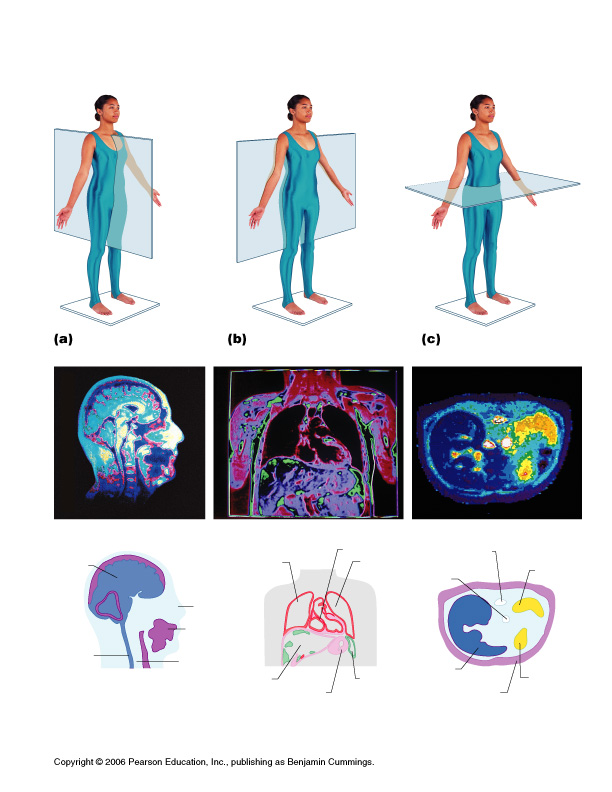 (a)
(b)
(c)
Copyright © 2006 Pearson Education, Inc., publishing as Benjamin Cummings.